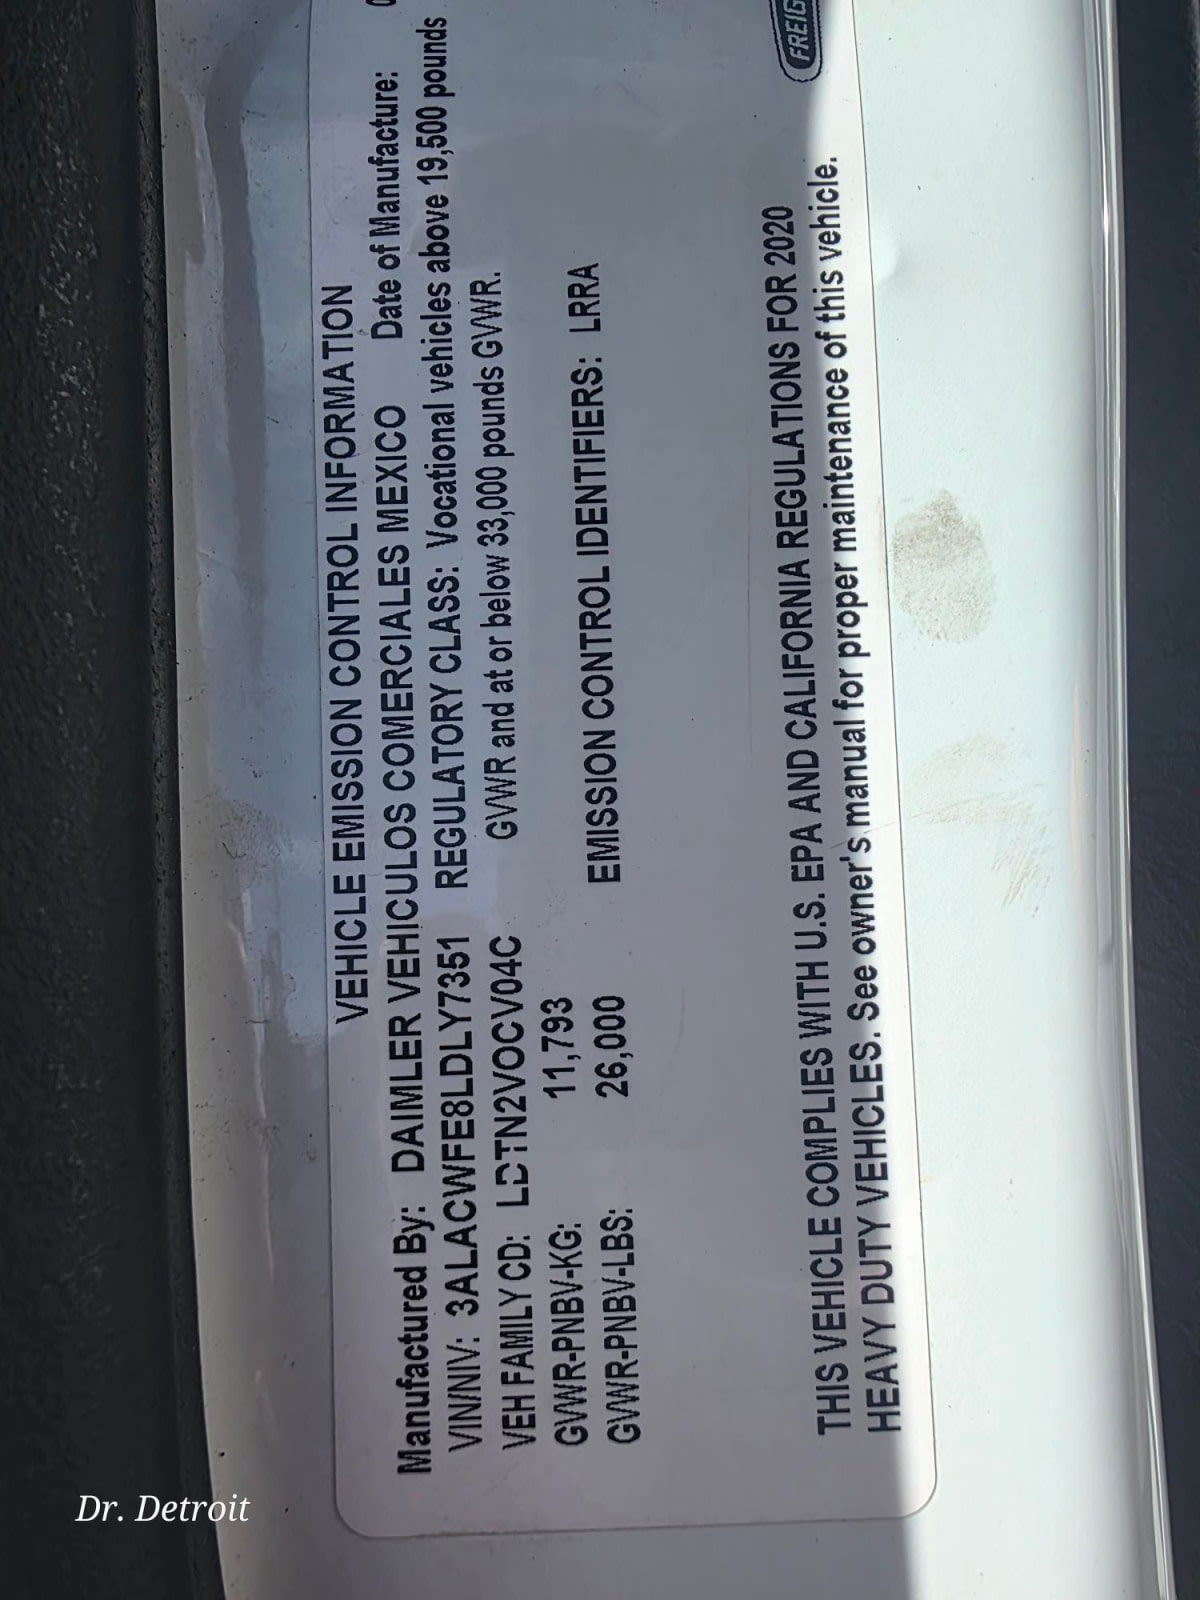 VEHICLE EMISSION CONTROL INFORMATION
Manufactured By: DAIMLER VEHICULOS COMERCIALES MEXICO Date of Manufacture:
VIN/NIV: 3ALACWFE8LDLY7351 REGULATORY CLASS: Vocational vehicles above 19,500 pounds
VEH FAMILY CD: LDTN2VOCV04C GVWR and at or below 33,000 pounds GVWR.
GVWR-PNBV-KG: 11,793
GVWR-PNBV-LBS: 26,000 EMISSION CONTROL IDENTIFIERS: LRRA
THIS VEHICLE COMPLIES WITH U.S. EPA AND CALIFORNIA REGULATIONS FOR 2020
HEAVY DUTY VEHICLES. See owner's manual for proper maintenance of this vehicle.
FREIG
Dr. Detroit